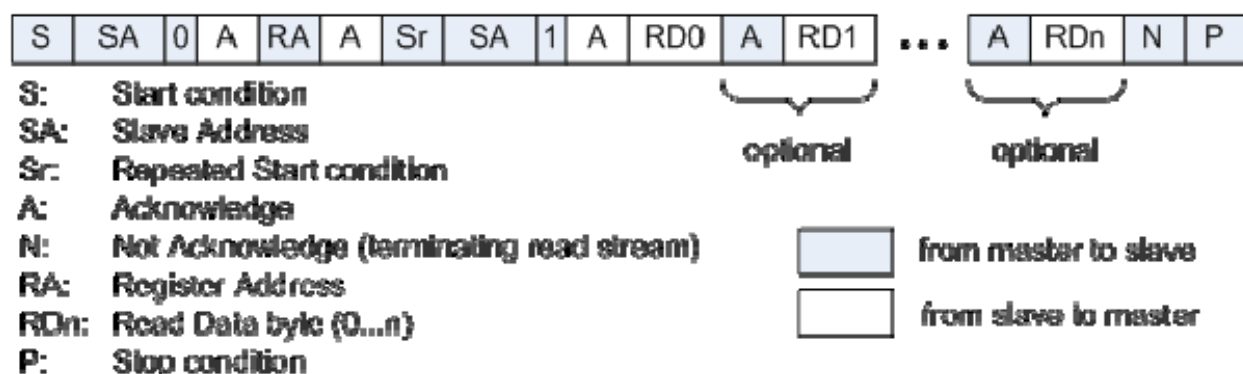 S SA 0 A RA A Sr SA 1 A RD0 A RD1 ... A RDn N P
S: Start condition
SA: Slave Address
Sr: Repeated Start condition
A: Acknowledge
N: Not Acknowledge (terminating read stream)
RA: Register Address
RDn: Read Data byte (0...n)
P: Stop condition
optional optional
from master to slave
from slave to master